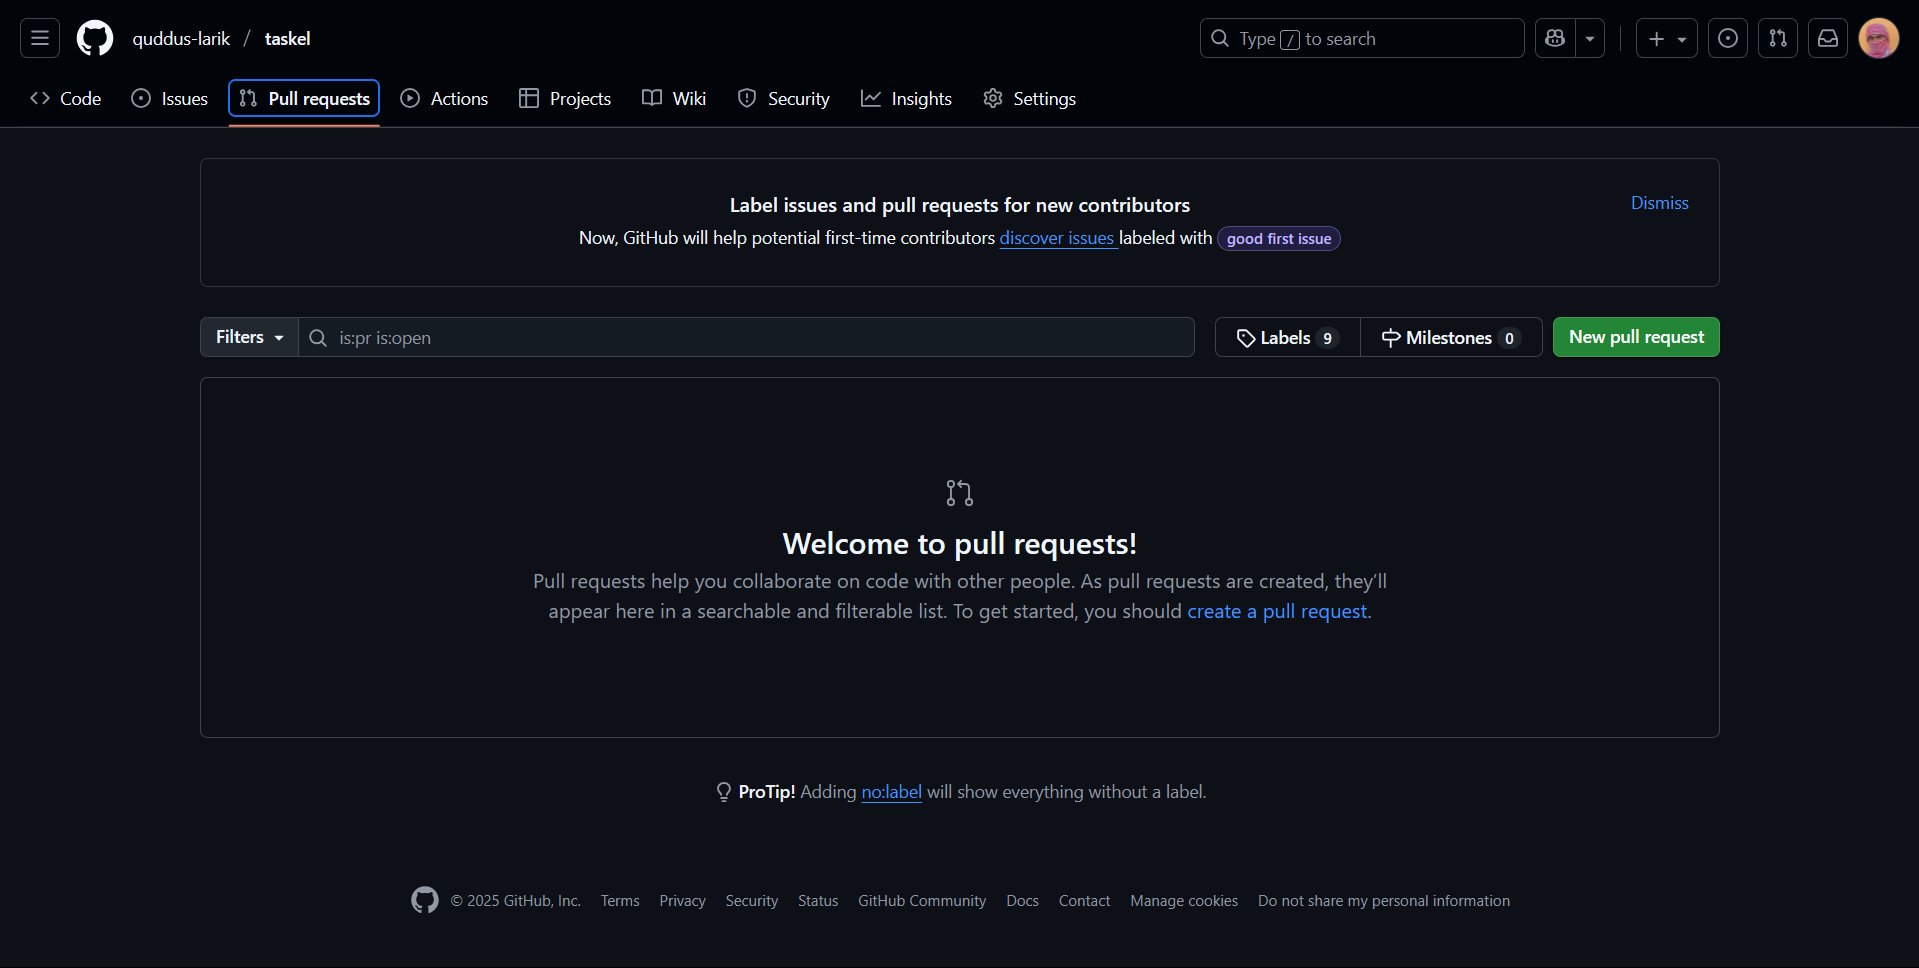 quddus-larik / taskel
Type / to search
Code Issues Pull requests Actions Projects Wiki Security Insights Settings
Label issues and pull requests for new contributors
Dismiss
Now, GitHub will help potential first-time contributors discover issues labeled with good first issue
Filters is:pr is:open Labels 9 Milestones 0 New pull request
Welcome to pull requests!
Pull requests help you collaborate on code with other people. As pull requests are created, they’ll
appear here in a searchable and filterable list. To get started, you should create a pull request.
ProTip! Adding no:label will show everything without a label.
© 2025 GitHub, Inc. Terms Privacy Security Status GitHub Community Docs Contact Manage cookies Do not share my personal information